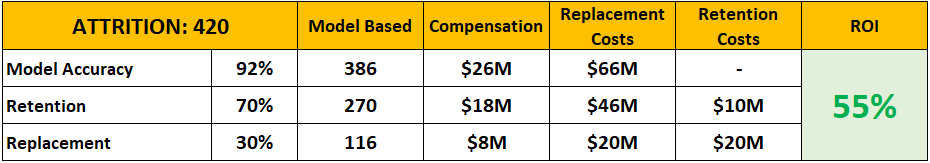 ATTRITION: 420 Model Based Compensation Replacement Costs Retention Costs ROI
Model Accuracy 92% 386 $26M $66M -
Retention 70% 270 $18M $46M $10M 55%
Replacement 30% 116 $8M $20M $20M